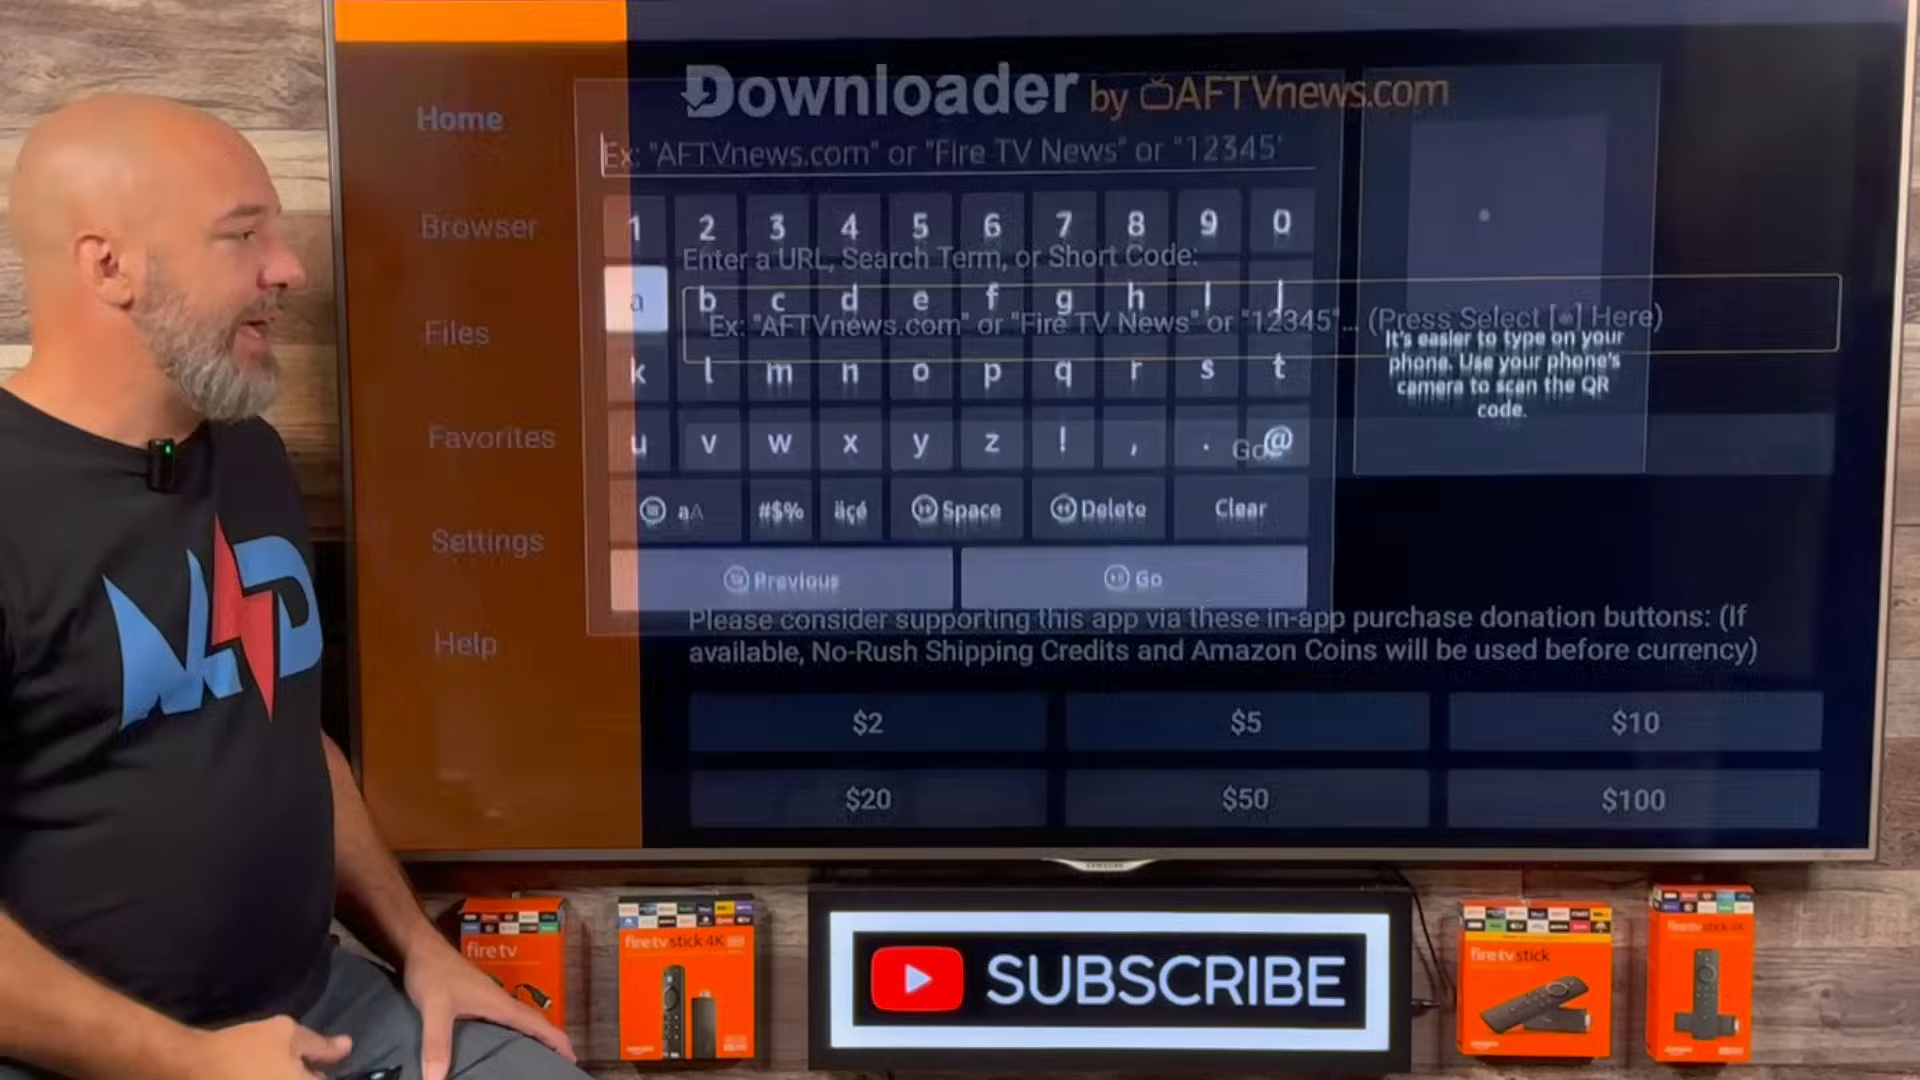 Downloader by AFTVnews.com
Home
Ex: "AFTVnews.com" or "Fire TV News" or "12345"
1 2 3 4 5 6 7 8 9 0
Browser
Enter a URL, Search Term, or Short Code:
a b c d e f g h i j
Ex: "AFTVnews.com" or "Fire TV News" or "12345"... (Press Select [●] Here)
Files
It's easier to type on your
phone. Use your phone's
camera to scan the QR
code.
k l m n o p q r s t
Favorites
u v w x y z ! , . @
Go
aA #$% äçé Space Delete Clear
Settings
Previous Go
Help
Please consider supporting this app via these in-app purchase donation buttons: (If
available, No-Rush Shipping Credits and Amazon Coins will be used before currency)
$2 $5 $10
$20 $50 $100
MAD
SAMSUNG
fire tv
fire tv stick 4K
SUBSCRIBE
fire tv stick
fire tv stick 4K